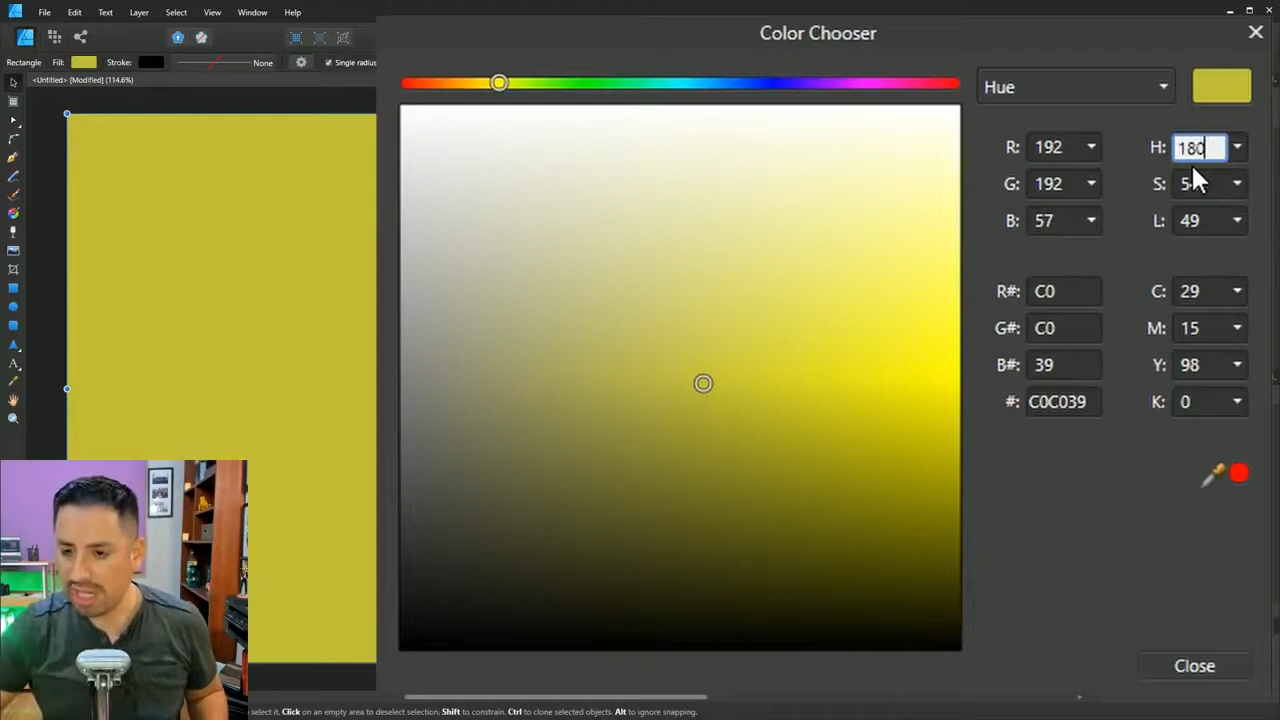 File Edit Text Layer Select View Window Help
Rectangle Fill: Stroke: None Single radius
<Untitled> [Modified] (114.6%)
Color Chooser
Hue
R: 192 H: 180
G: 192 S:
B: 57 L: 49
R#: C0 C: 29
G#: C0 M: 15
B#: 39 Y: 98
#: C0C039 K: 0
Close
select it. Click on an empty area to deselect selection. Shift to constrain. Ctrl to clone selected objects. Alt to ignore snapping.